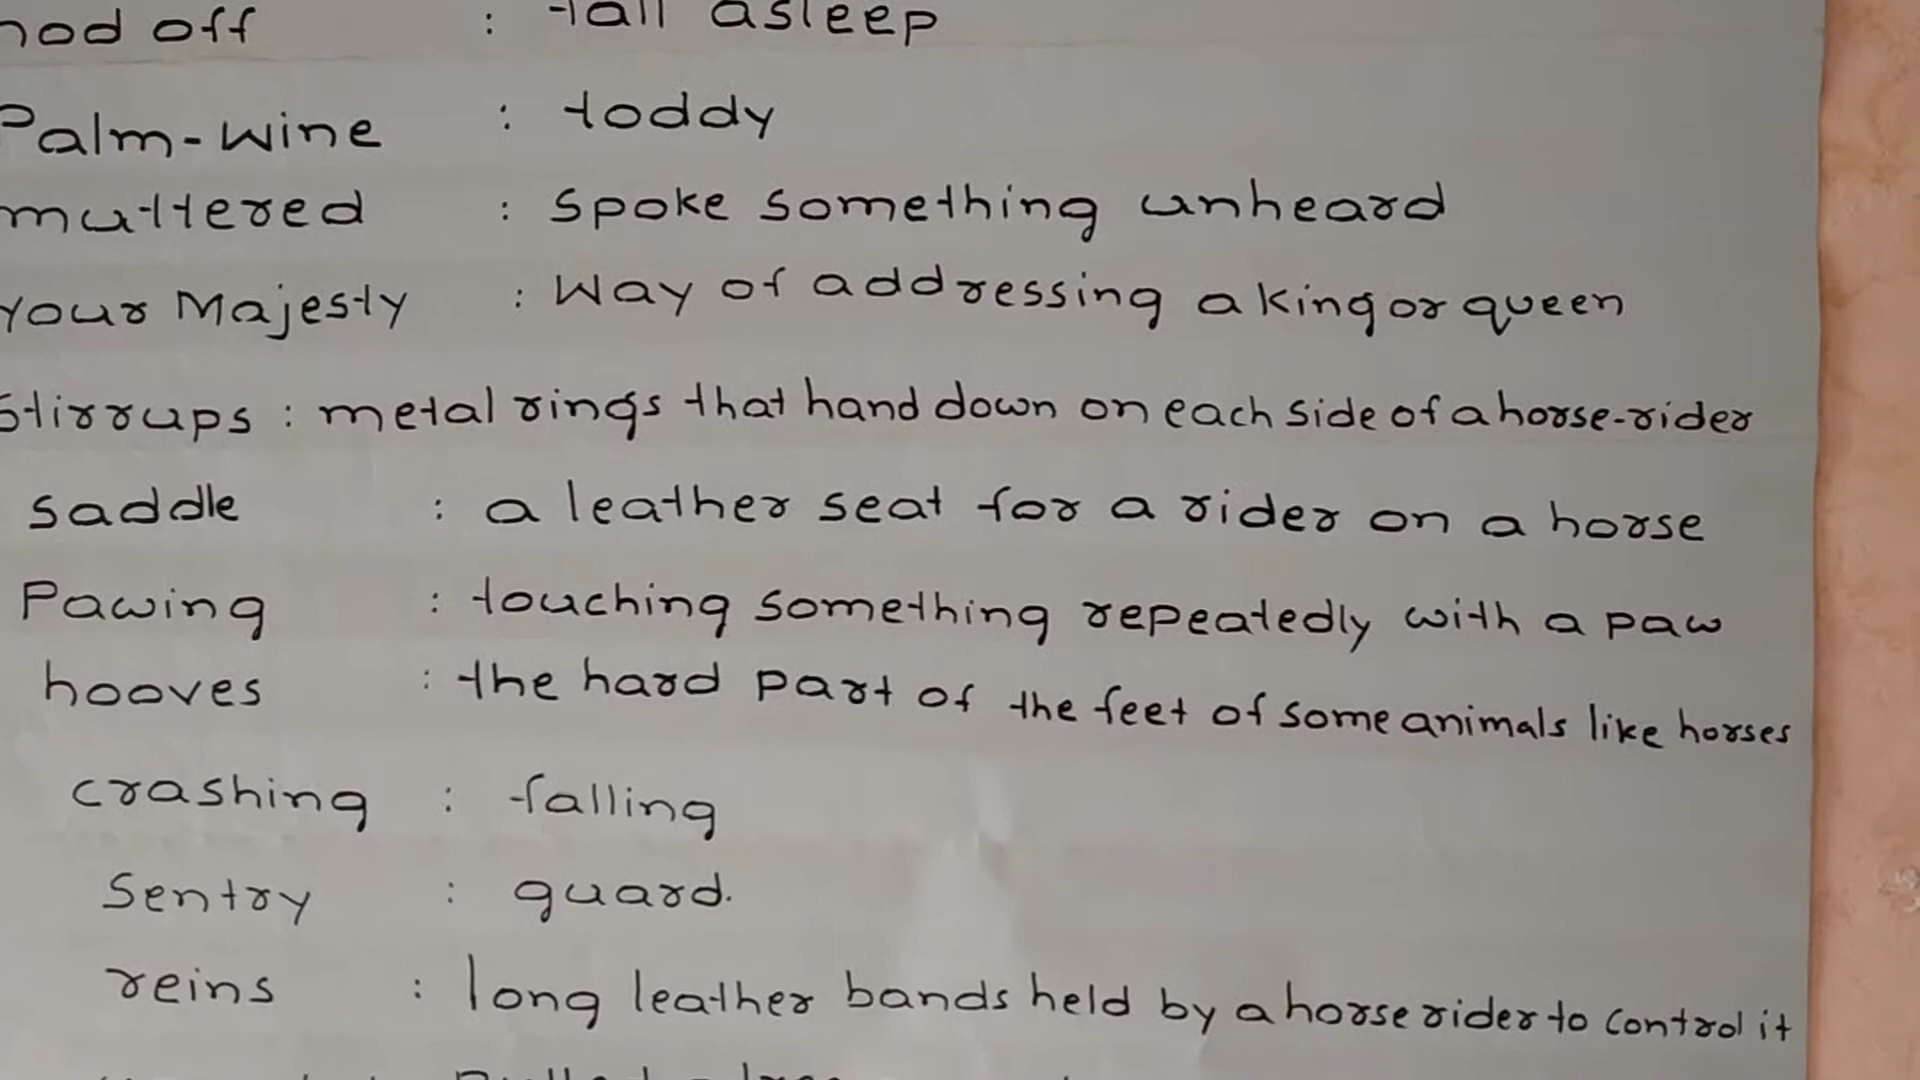 nod off : fall asleep
Palm-wine : toddy
muttered : spoke something unheard
your Majesty : Way of addressing a king or queen
Stirrups : metal rings that hand down on each side of a horse-rider
saddle : a leather seat for a rider on a horse
Pawing : touching something repeatedly with a paw
hooves : the hard part of the feet of some animals like horses
crashing : falling
Sentry : guard.
reins : long leather bands held by a horse rider to control it